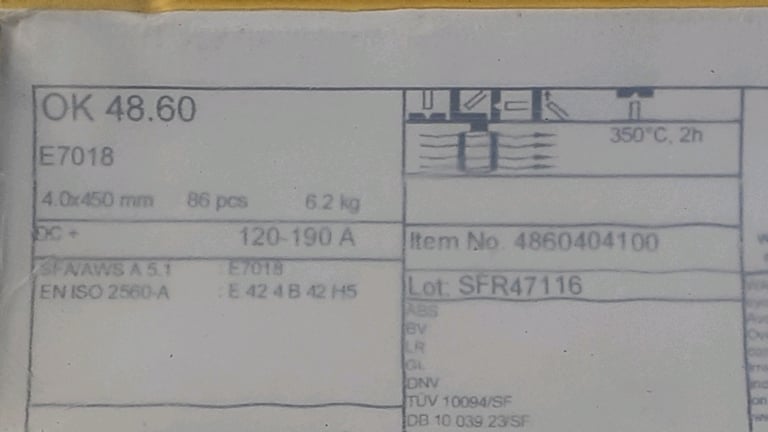 OK 48.60
E7018
4.0x450 mm 86 pcs 6.2 kg
DC + 120-190 A
SFA/AWS A 5.1 : E7018
EN ISO 2560-A : E 42 4 B 42 H5
350°C, 2h
Item No. 4860404100
Lot: SFR47116
ABS
BV
LR
GL
DNV
TÜV 10094/SF
DB 10 039 23/SF